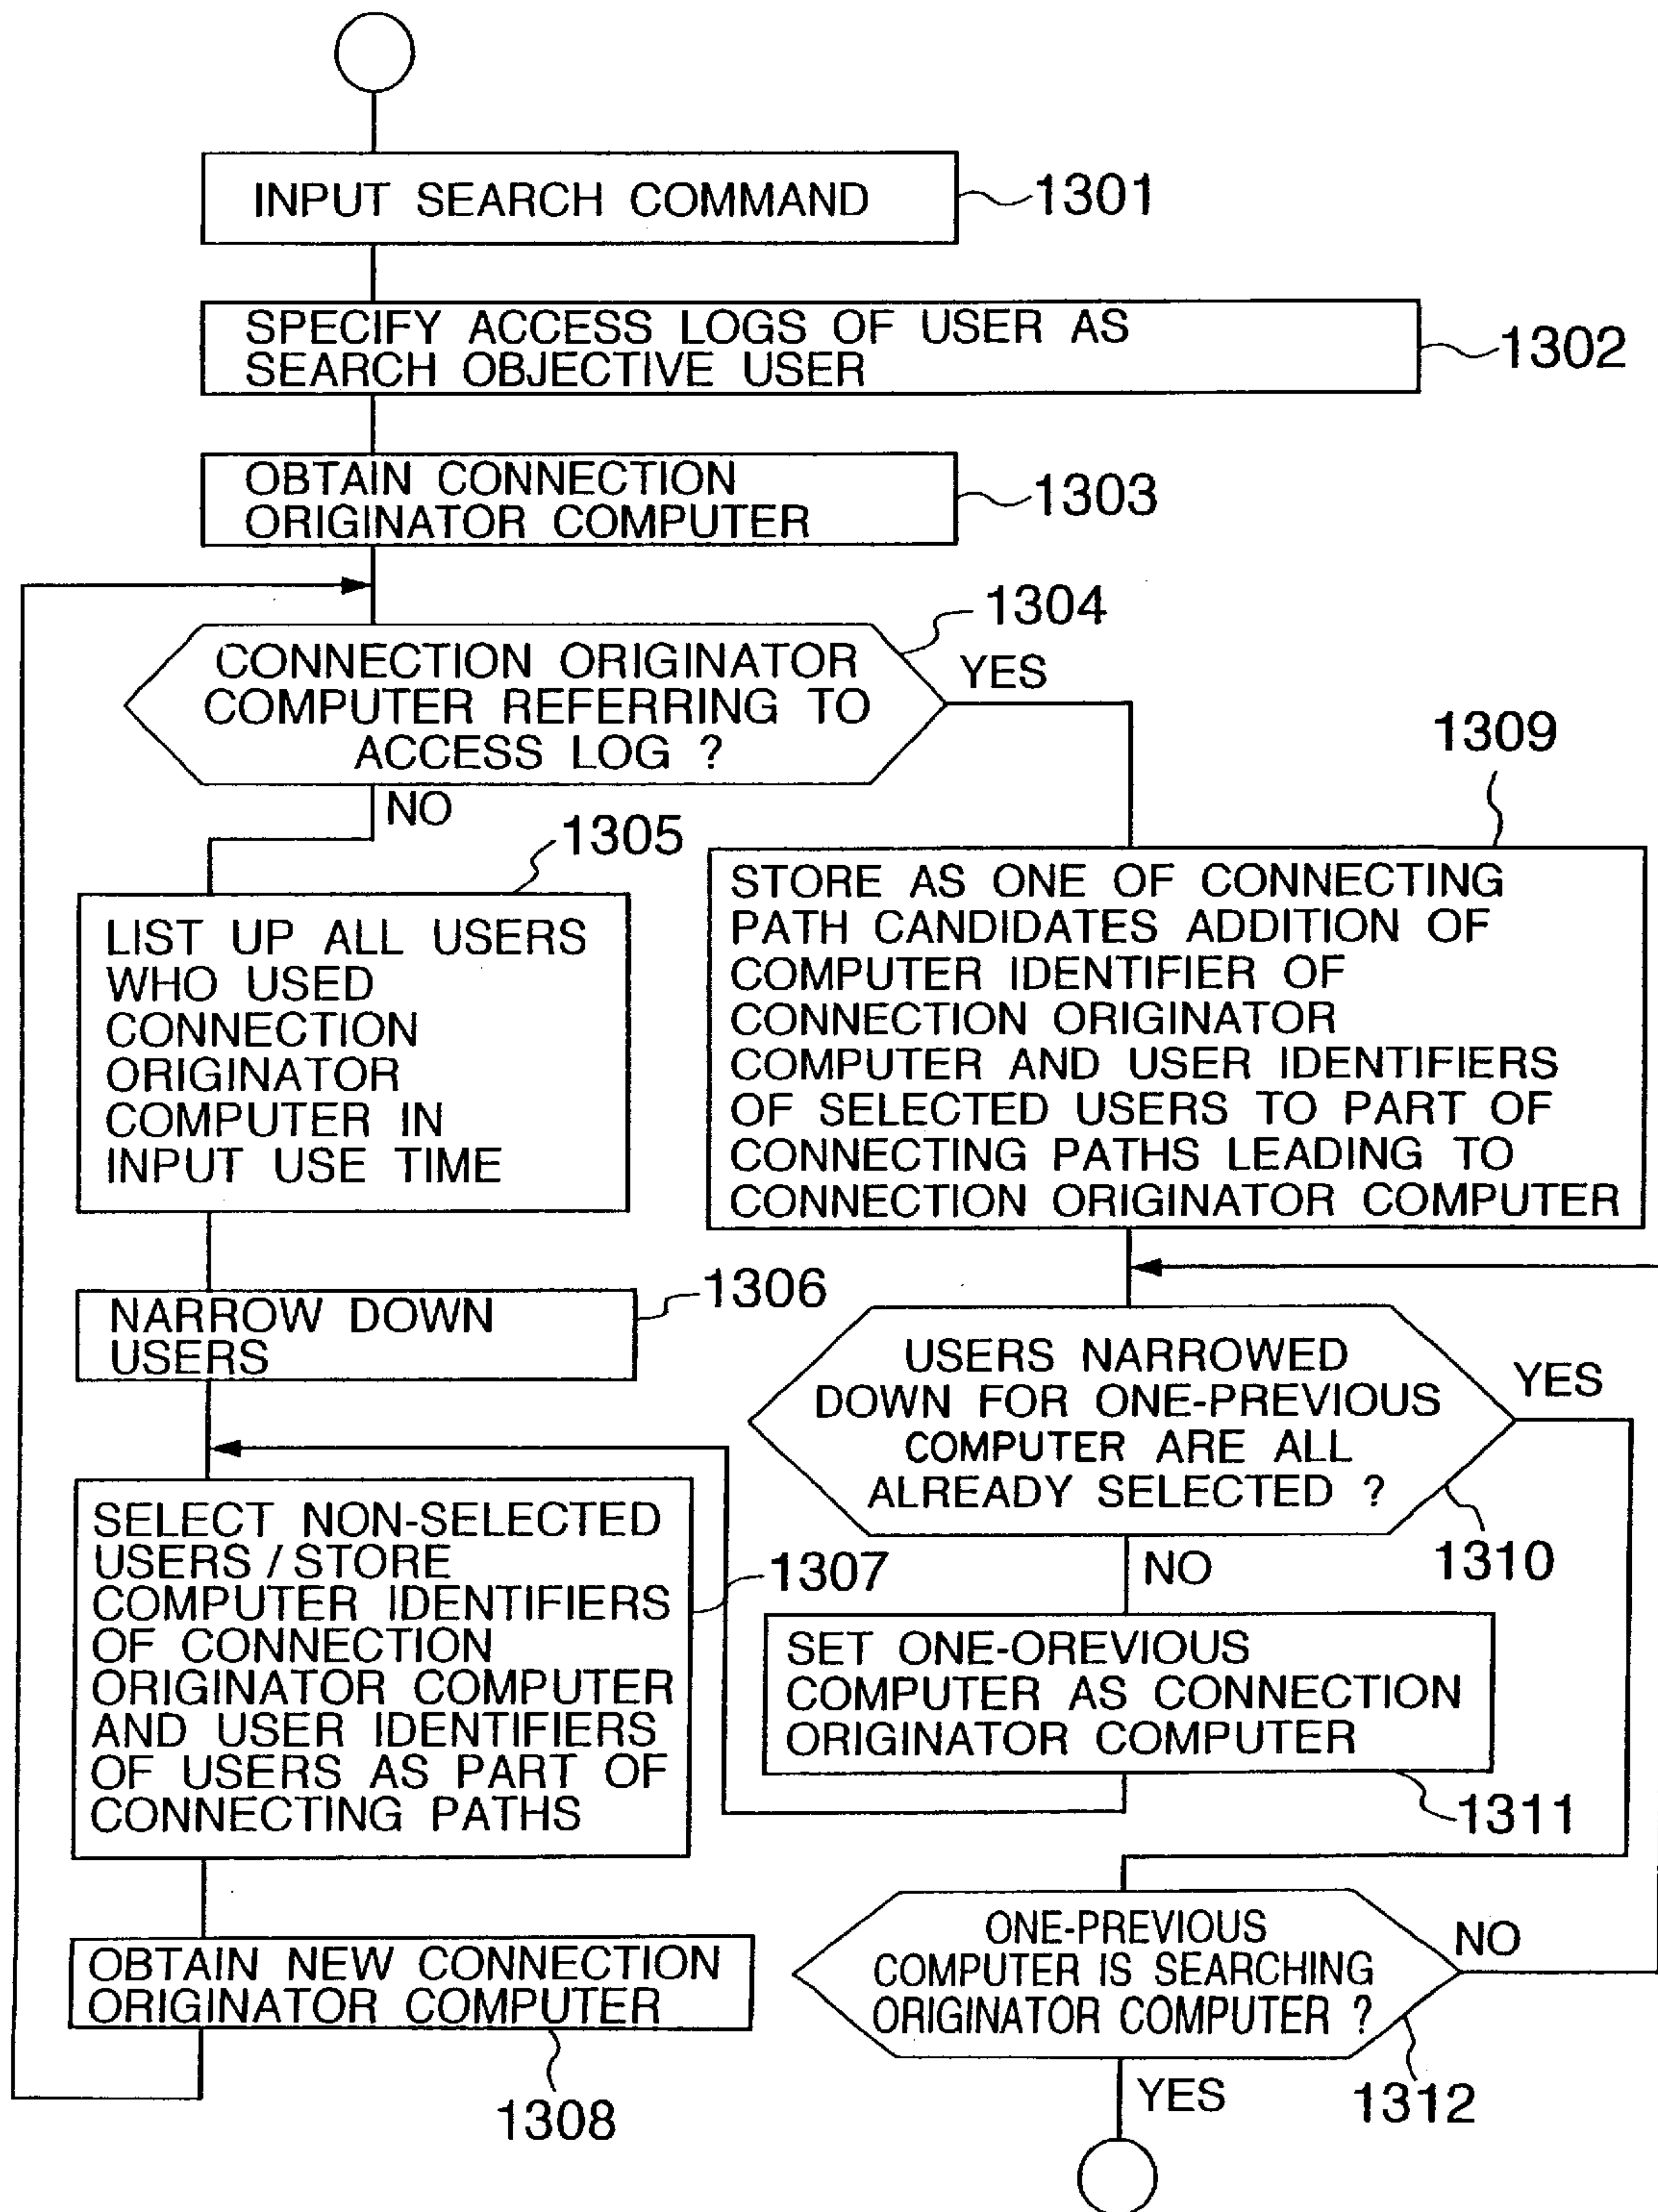 INPUT SEARCH COMMAND
1301
SPECIFY ACCESS LOGS OF USER AS
SEARCH OBJECTIVE USER
1302
OBTAIN CONNECTION
ORIGINATOR COMPUTER
1303
1304
CONNECTION ORIGINATOR
COMPUTER REFERRING TO
ACCESS LOG ?
YES
NO
1305
LIST UP ALL USERS
WHO USED
CONNECTION
ORIGINATOR
COMPUTER IN
INPUT USE TIME
1309
STORE AS ONE OF CONNECTING
PATH CANDIDATES ADDITION OF
COMPUTER IDENTIFIER OF
CONNECTION ORIGINATOR
COMPUTER AND USER IDENTIFIERS
OF SELECTED USERS TO PART OF
CONNECTING PATHS LEADING TO
CONNECTION ORIGINATOR COMPUTER
NARROW DOWN
USERS
1306
USERS NARROWED
DOWN FOR ONE-PREVIOUS
COMPUTER ARE ALL
ALREADY SELECTED ?
YES
1310
NO
SELECT NON-SELECTED
USERS / STORE
COMPUTER IDENTIFIERS
OF CONNECTION
ORIGINATOR COMPUTER
AND USER IDENTIFIERS
OF USERS AS PART OF
CONNECTING PATHS
1307
SET ONE-OREVIOUS
COMPUTER AS CONNECTION
ORIGINATOR COMPUTER
1311
OBTAIN NEW CONNECTION
ORIGINATOR COMPUTER
1308
ONE-PREVIOUS
COMPUTER IS SEARCHING
ORIGINATOR COMPUTER ?
NO
1312
YES